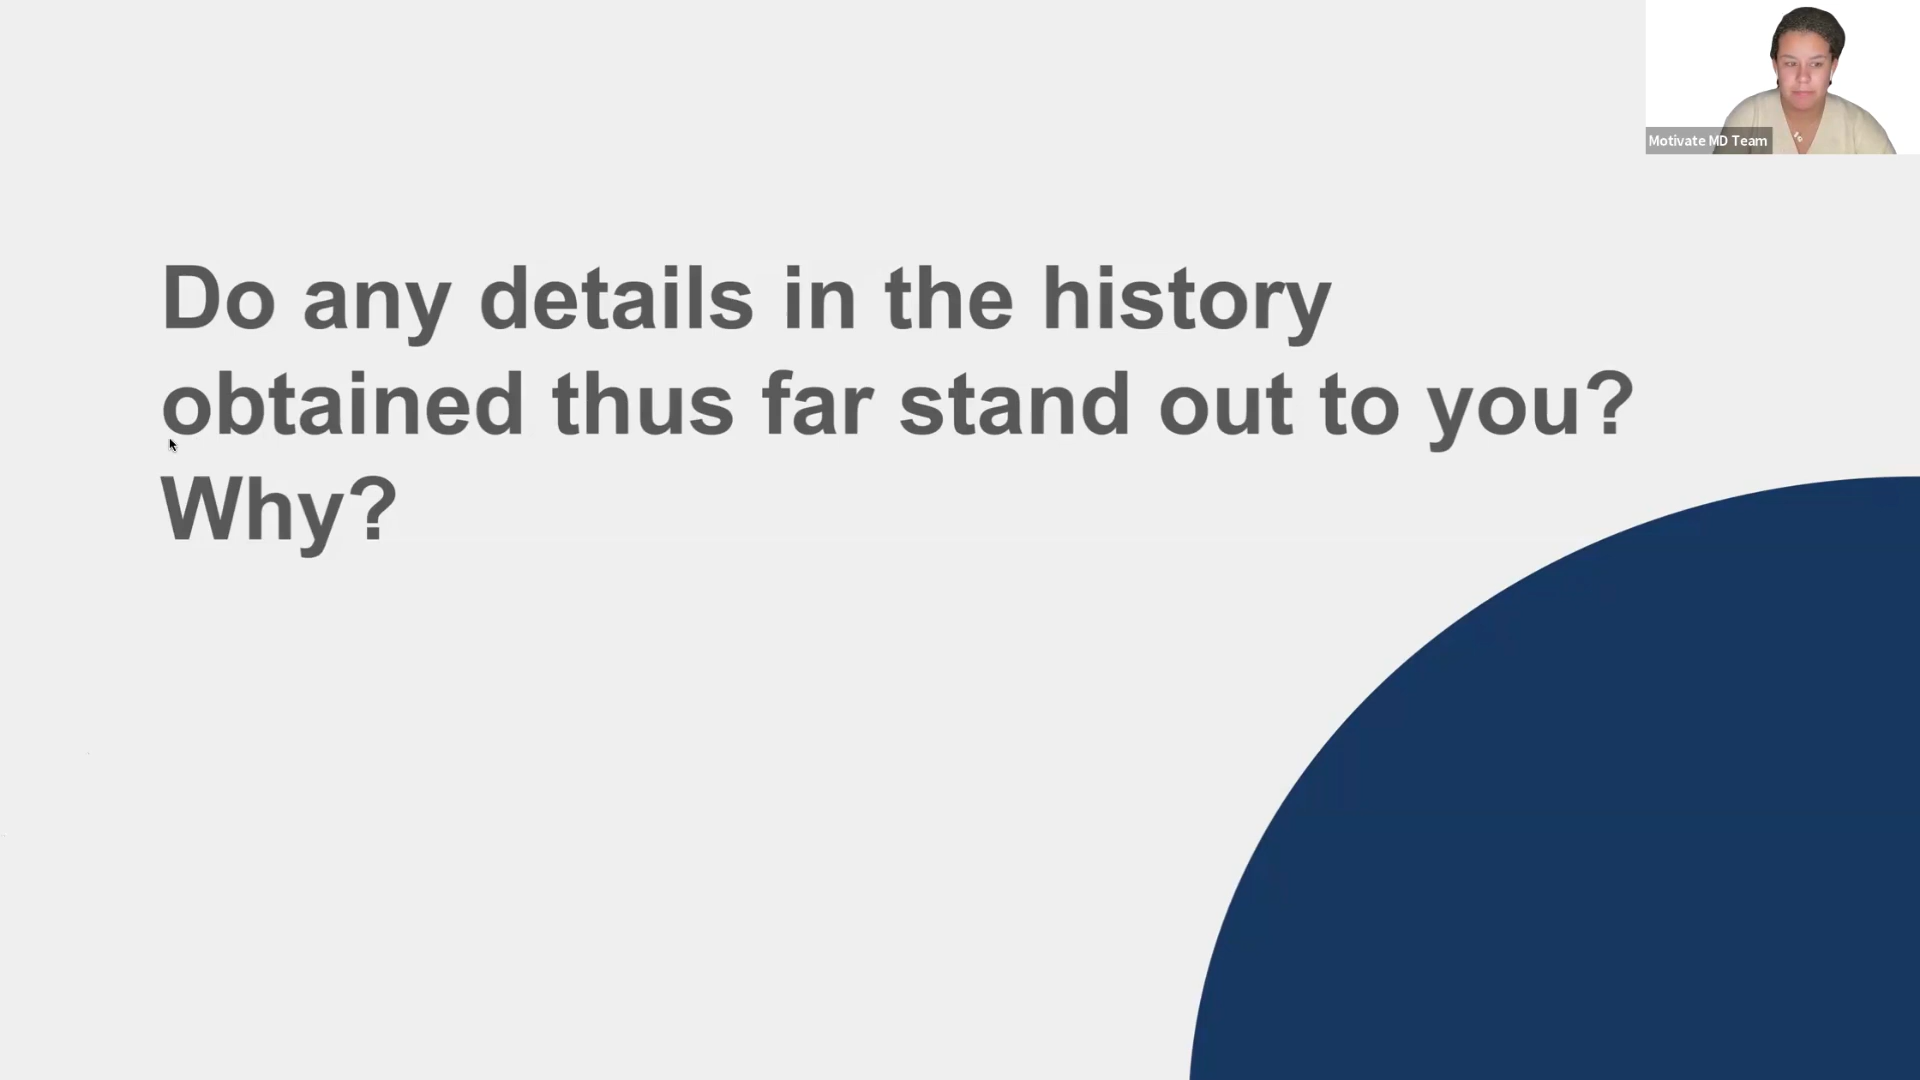 Motivate MD Team
Do any details in the history
obtained thus far stand out to you?
Why?